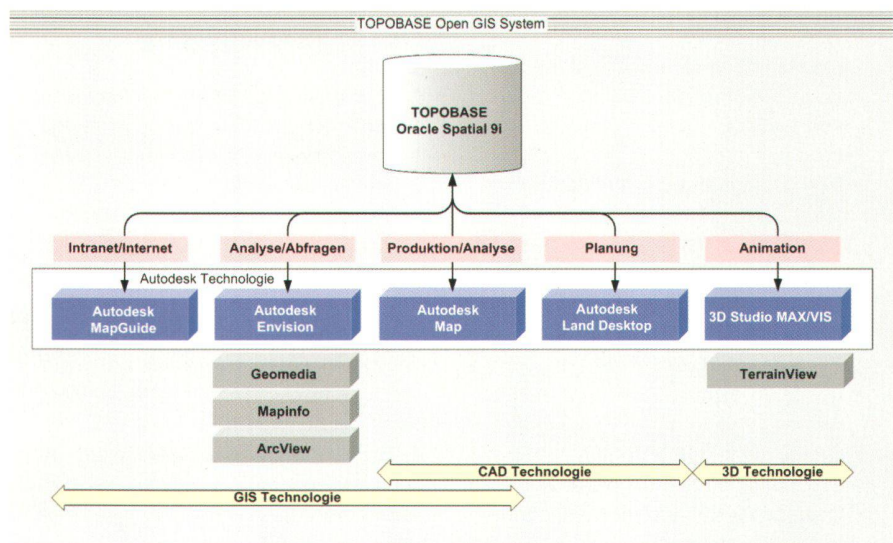 TOPOBASE Open GIS System
TOPOBASE
Oracle Spatial 9i
Intranet/Internet
Analyse/Abfragen
Produktion/Analyse
Planung
Animation
Autodesk Technologie
Autodesk
MapGuide
Autodesk
Envision
Autodesk
Map
Autodesk
Land Desktop
3D Studio MAX/VIS
Geomedia
TerrainView
Mapinfo
ArcView
CAD Technologie
3D Technologie
GIS Technologie